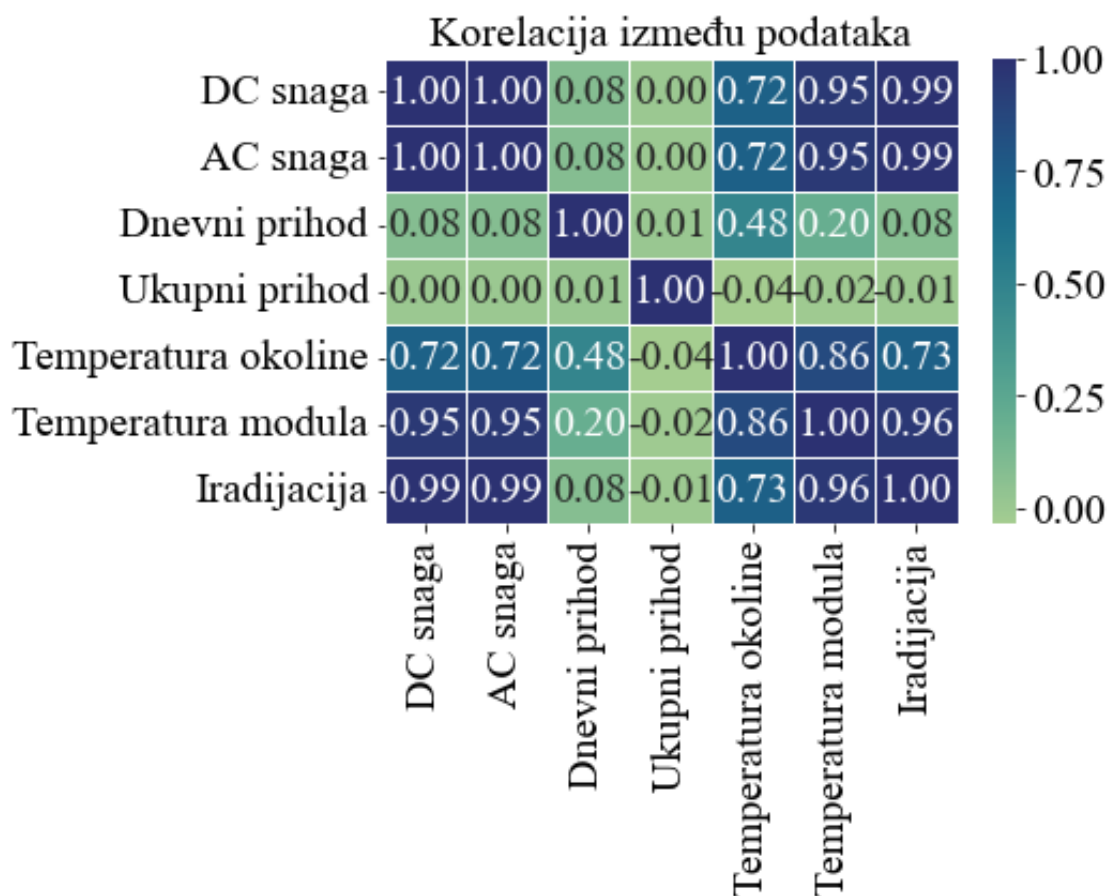 Korelacija između podataka
DC snaga 1.00 1.00 0.08 0.00 0.72 0.95 0.99
AC snaga 1.00 1.00 0.08 0.00 0.72 0.95 0.99
Dnevni prihod 0.08 0.08 1.00 0.01 0.48 0.20 0.08
Ukupni prihod 0.00 0.00 0.01 1.00 -0.04 -0.02 -0.01
Temperatura okoline 0.72 0.72 0.48 -0.04 1.00 0.86 0.73
Temperatura modula 0.95 0.95 0.20 -0.02 0.86 1.00 0.96
Iradijacija 0.99 0.99 0.08 -0.01 0.73 0.96 1.00
DC snaga
AC snaga
Dnevni prihod
Ukupni prihod
Temperatura okoline
Temperatura modula
Iradijacija
1.00
0.75
0.50
0.25
0.00